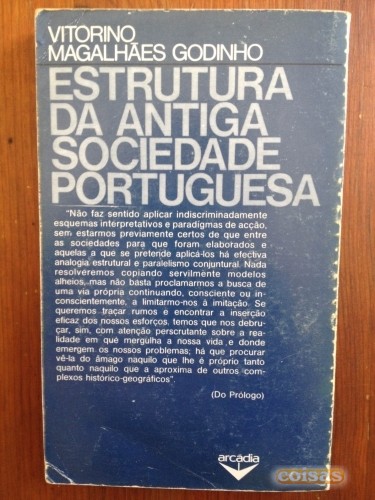 VITORINO
MAGALHÃES GODINHO
ESTRUTURA
DA ANTIGA
SOCIEDADE
PORTUGUESA
"Não faz sentido aplicar indiscriminadamente
esquemas interpretativos e paradigmas de acção,
sem estarmos previamente certos de que entre
as sociedades para que foram elaborados e
aquelas a que se pretende aplicá-los há efectiva
analogia estrutural e paralelismo conjuntural. Nada
resolveremos copiando servilmente modelos
alheios, mas não bàsta proclamarmos a busca de
uma via própria continuando, consciente ou in-
conscientemente, a limitarmo-nos à imitação. Se
queremos traçar rumos e encontrar a inserção
eficaz dos nossos esforços, temos que nos debru-
çar, sim, com atenção perscrutante sobre a rea-
lidade em què mergulha a nossa vida e donde
emergem os nossos problemas; há que procurar
vê-la do âmago naquilo que lhe é próprio tanto
quanto naquilo que a aproxima de outros com-
plexos histórico-geográficos".
(Do Prólogo)
arcádia
coisas